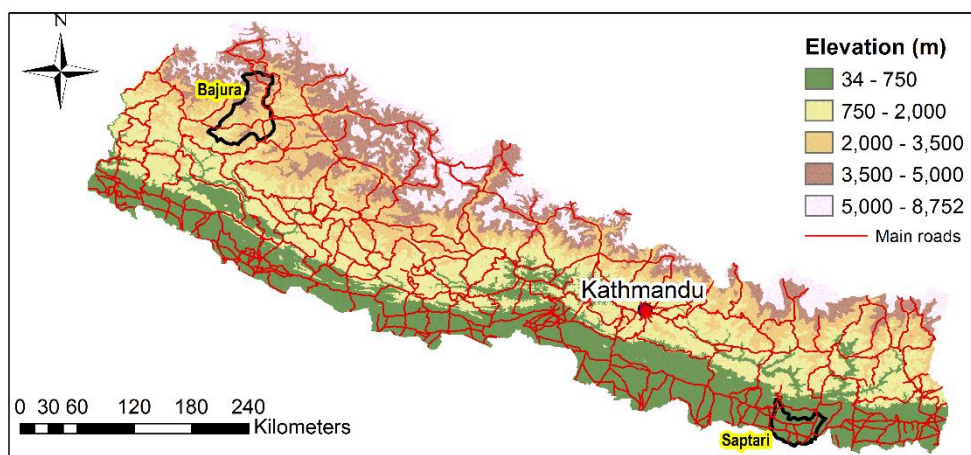 N
Bajura
Elevation (m)
34 - 750
750 - 2,000
2,000 - 3,500
3,500 - 5,000
5,000 - 8,752
Main roads
Kathmandu
0 30 60 120 180 240
Kilometers
Saptari